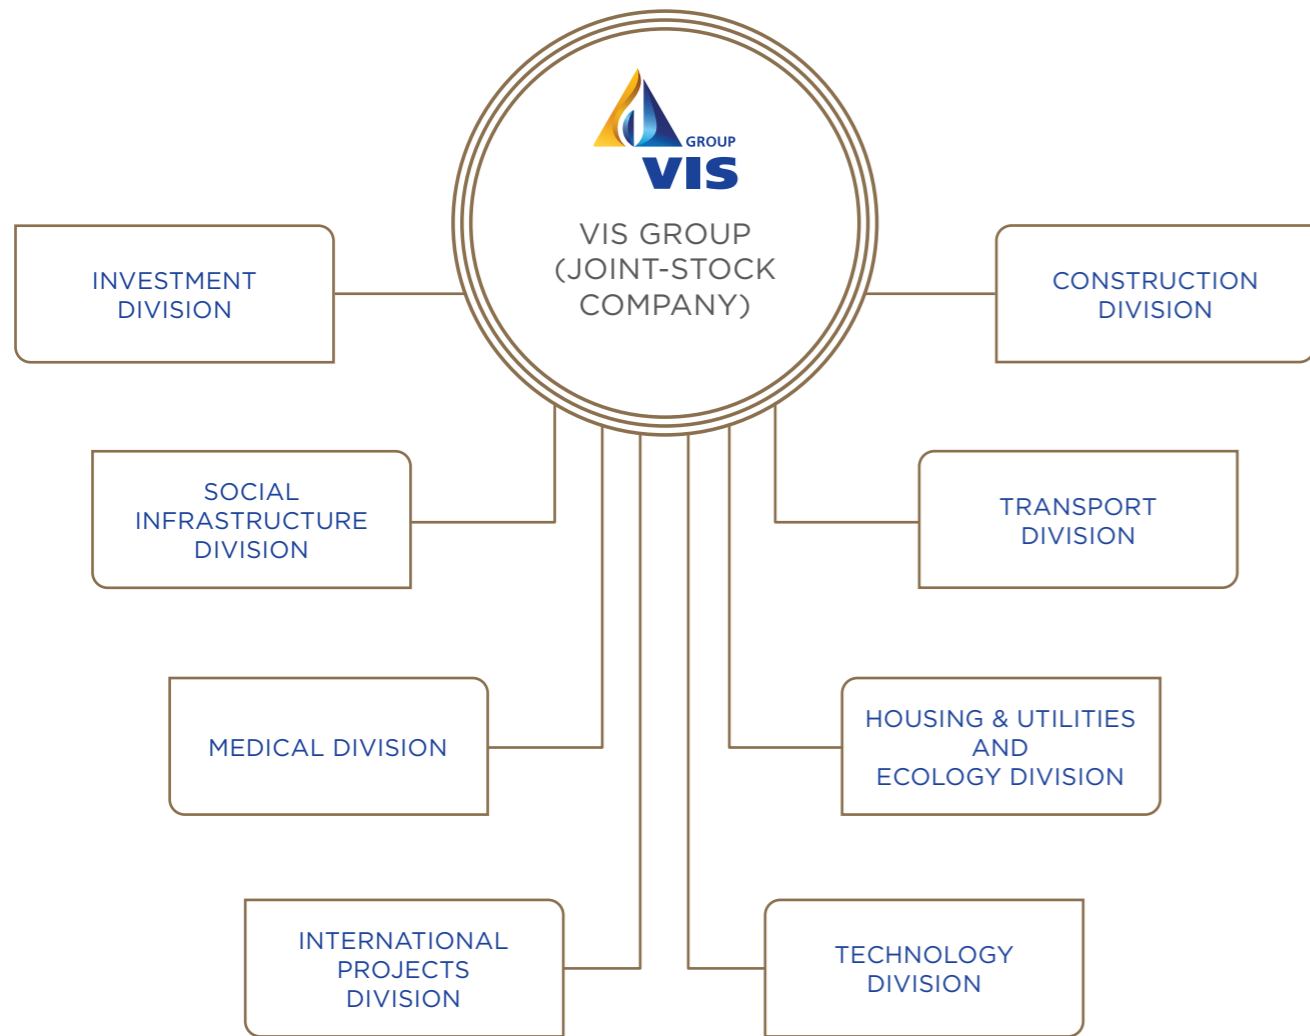 GROUP
VIS
VIS GROUP
(JOINT-STOCK
COMPANY)
INVESTMENT
DIVISION
CONSTRUCTION
DIVISION
SOCIAL
INFRASTRUCTURE
DIVISION
TRANSPORT
DIVISION
MEDICAL DIVISION
HOUSING & UTILITIES
AND
ECOLOGY DIVISION
INTERNATIONAL
PROJECTS
DIVISION
TECHNOLOGY
DIVISION